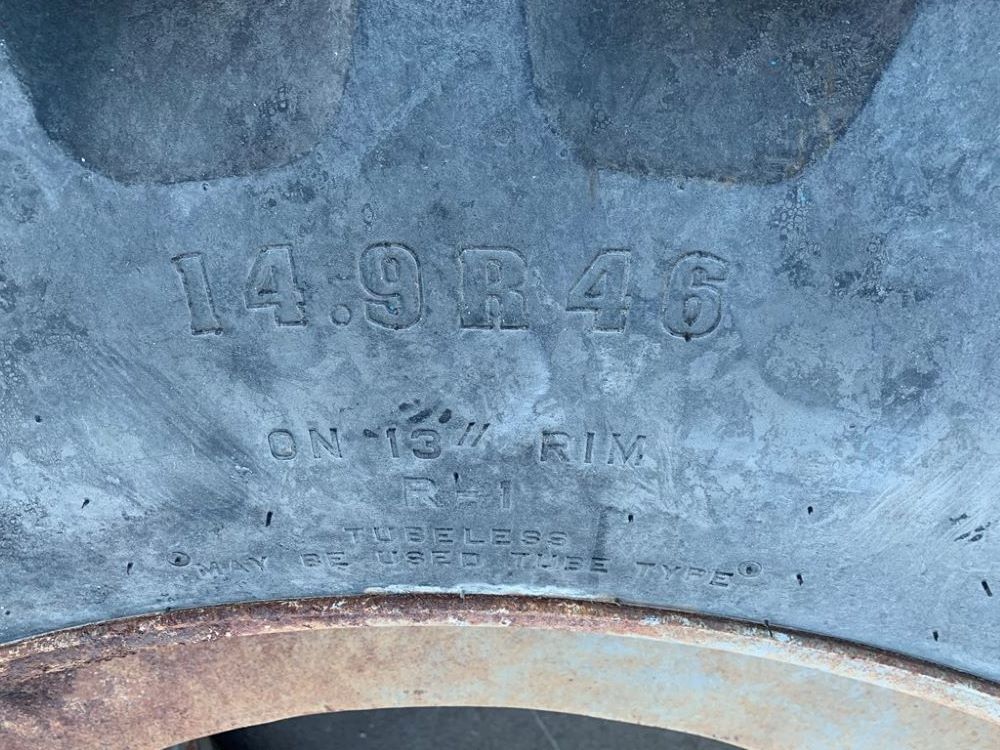 14.9R46
ON 13" RIM
R-1
TUBELESS
"MAY BE USED TUBE TYPE"